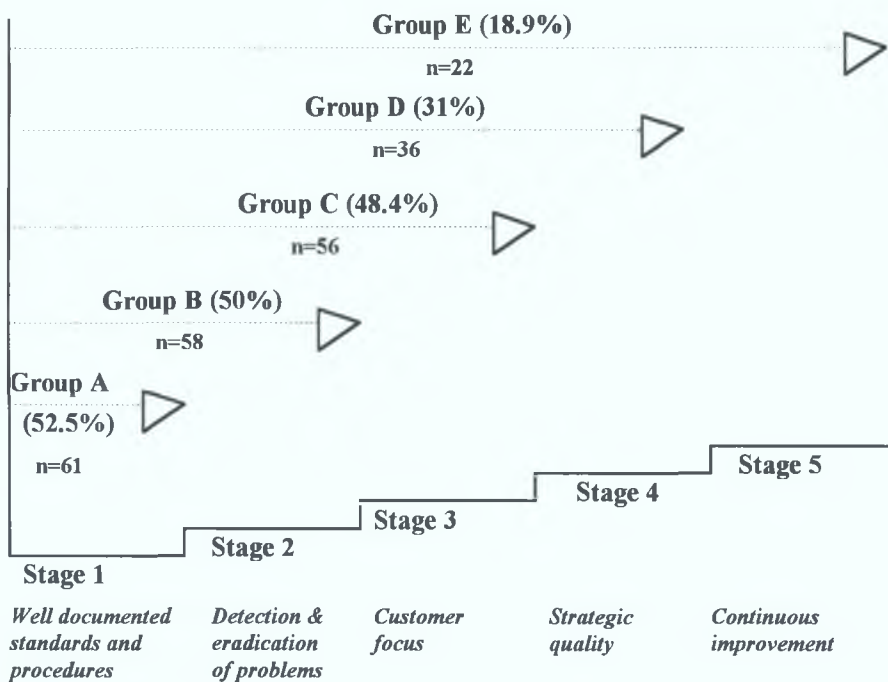 Group E (18.9%)
n=22
Group D (31%)
n=36
Group C (48.4%)
n=56
Group B (50%)
n=58
Group A
(52.5%)
n=61
Stage 5
Stage 4
Stage 3
Stage 2
Stage 1
Well documented
standards and
procedures
Detection &
eradication
of problems
Customer
focus
Strategic
quality
Continuous
improvement